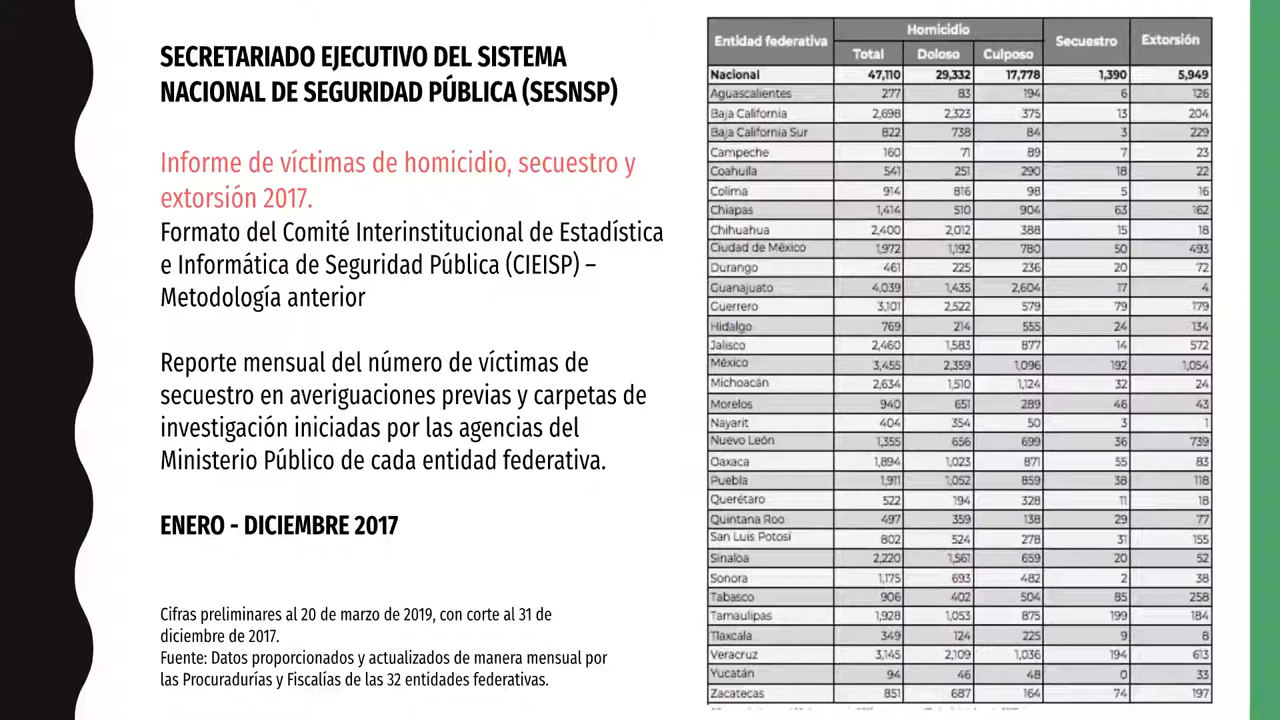 SECRETARIADO EJECUTIVO DEL SISTEMA
NACIONAL DE SEGURIDAD PÚBLICA (SESNSP)
Informe de víctimas de homicidio, secuestro y
extorsión 2017.
Formato del Comité Interinstitucional de Estadística
e Informática de Seguridad Pública (CIEISP) –
Metodología anterior
Reporte mensual del número de víctimas de
secuestro en averiguaciones previas y carpetas de
investigación iniciadas por las agencias del
Ministerio Público de cada entidad federativa.
ENERO - DICIEMBRE 2017
Cifras preliminares al 20 de marzo de 2019, con corte al 31 de
diciembre de 2017.
Fuente: Datos proporcionados y actualizados de manera mensual por
las Procuradurías y Fiscalías de las 32 entidades federativas.
Entidad federativa Homicidio Secuestro Extorsión
Total Doloso Culposo
Nacional 47,110 29,332 17,778 1,390 5,949
Aguascalientes 277 83 194 6 126
Baja California 2,698 2,323 375 13 204
Baja California Sur 822 738 84 3 229
Campeche 160 71 89 7 23
Coahuila 541 251 290 18 22
Colima 914 816 98 5 16
Chiapas 1,414 510 904 63 162
Chihuahua 2,400 2,012 388 15 18
Ciudad de México 1,972 1,192 780 50 493
Durango 461 225 236 20 72
Guanajuato 4,039 1,435 2,604 17 4
Guerrero 3,101 2,522 579 79 179
Hidalgo 769 214 555 24 134
Jalisco 2,460 1,583 877 14 572
México 3,455 2,359 1,096 192 1,054
Michoacán 2,634 1,510 1,124 32 24
Morelos 940 651 289 46 43
Nayarit 404 354 50 3 1
Nuevo León 1,355 656 699 36 739
Oaxaca 1,894 1,023 871 55 83
Puebla 1,911 1,052 859 38 118
Querétaro 522 194 328 11 18
Quintana Roo 497 359 138 29 77
San Luis Potosí 802 524 278 31 155
Sinaloa 2,220 1,561 659 20 52
Sonora 1,175 693 482 2 38
Tabasco 906 402 504 85 258
Tamaulipas 1,928 1,053 875 199 184
Tlaxcala 349 124 225 9 8
Veracruz 3,145 2,109 1,036 194 613
Yucatán 94 46 48 0 33
Zacatecas 851 687 164 74 197